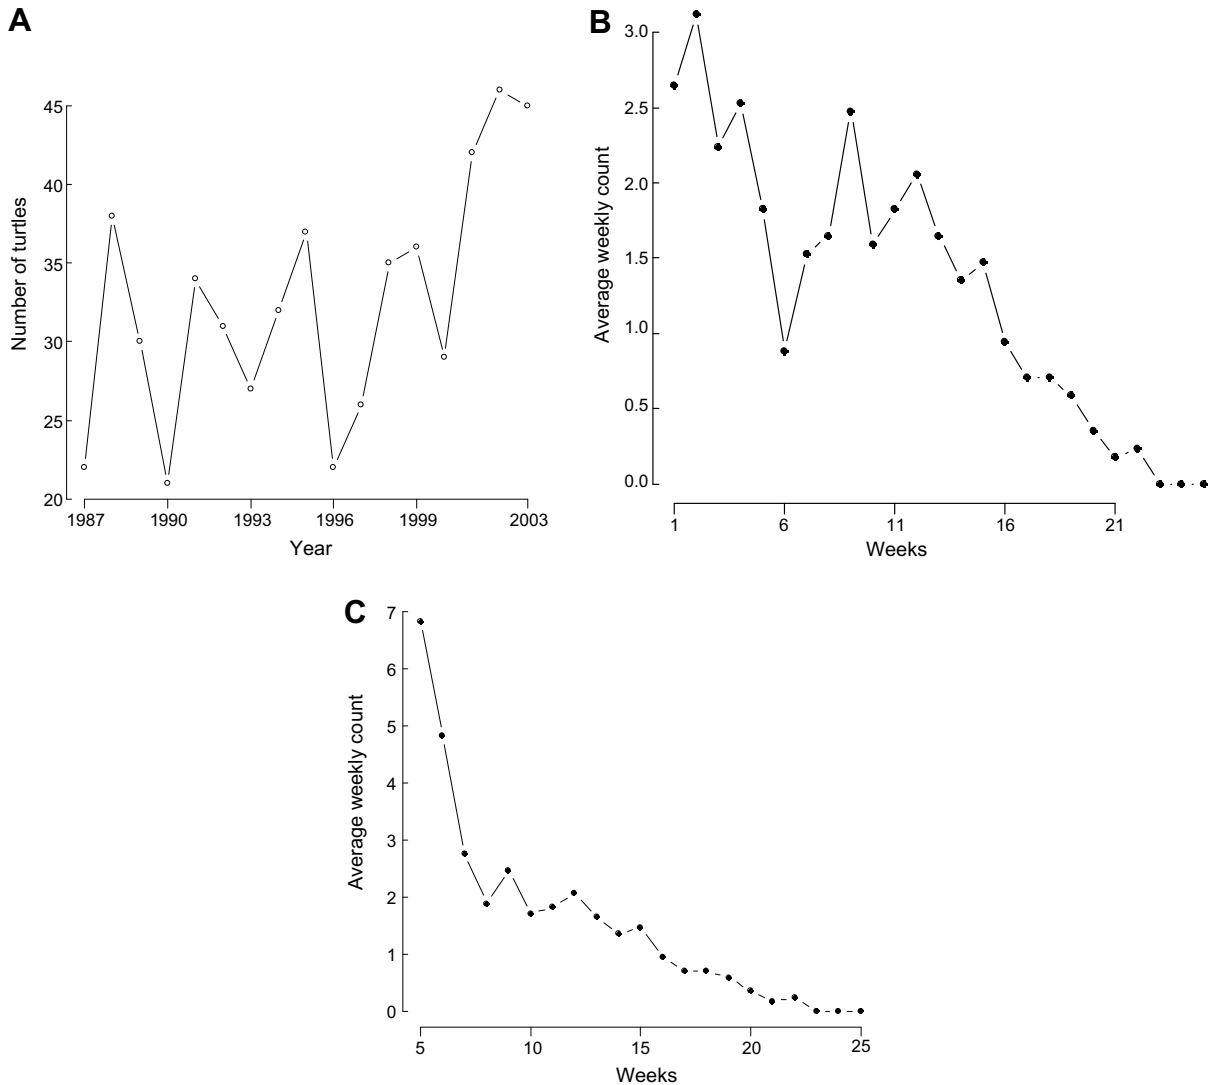 A
Number of turtles
45
40
35
30
25
20
1987 1990 1993 1996 1999 2003
Year
B
Average weekly count
3.0
2.5
2.0
1.5
1.0
0.5
0.0
1 6 11 16 21
Weeks
C
Average weekly count
7
6
5
4
3
2
1
0
5 10 15 20 25
Weeks